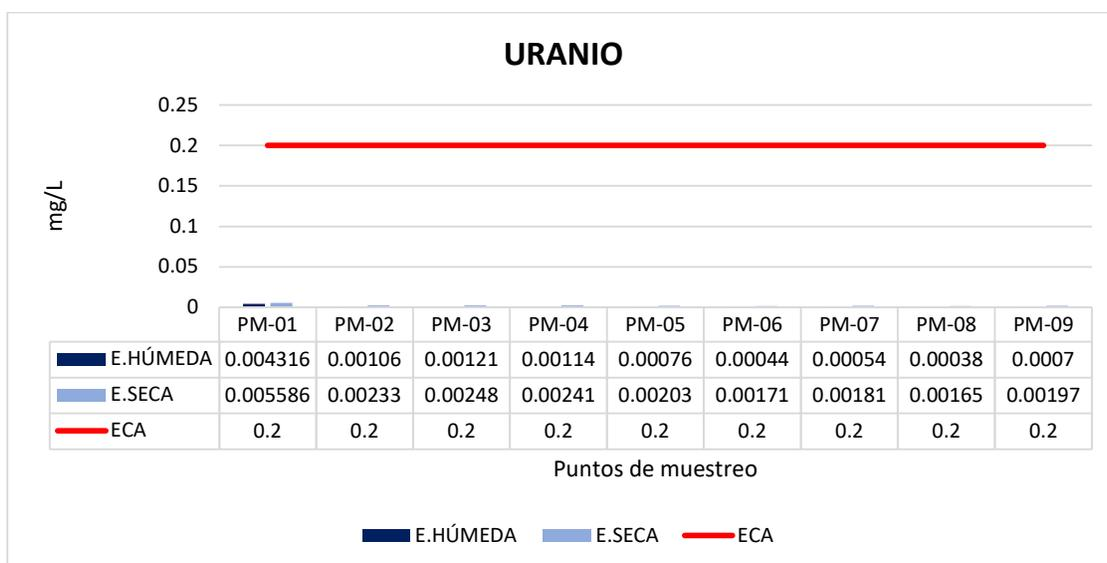 URANIO
0.25
0.2
0.15
0.1
0.05
0
mg/L
PM-01 PM-02 PM-03 PM-04 PM-05 PM-06 PM-07 PM-08 PM-09
E.HÚMEDA 0.004316 0.00106 0.00121 0.00114 0.00076 0.00044 0.00054 0.00038 0.0007
E.SECA 0.005586 0.00233 0.00248 0.00241 0.00203 0.00171 0.00181 0.00165 0.00197
ECA 0.2 0.2 0.2 0.2 0.2 0.2 0.2 0.2 0.2
Puntos de muestreo
E.HÚMEDA E.SECA ECA